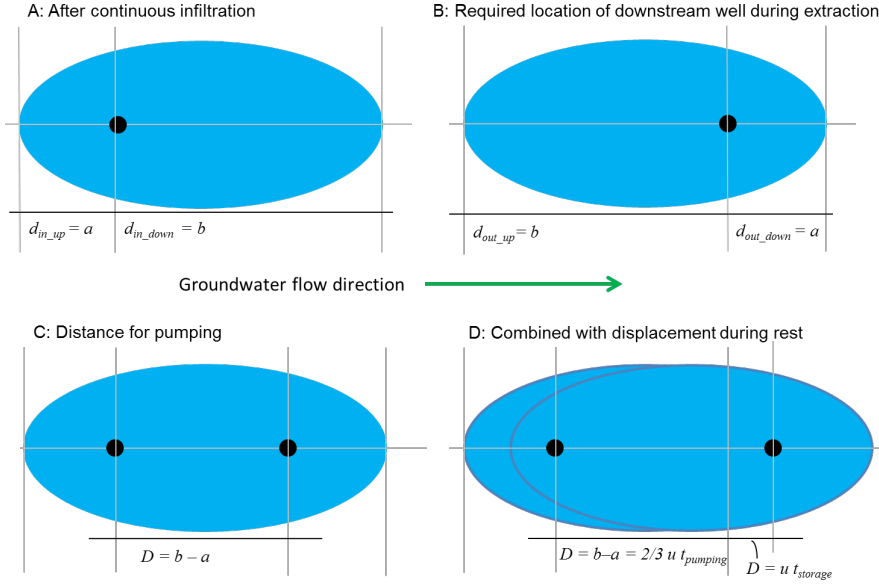 A: After continuous infiltration
B: Required location of downstream well during extraction
d_in_up = a
d_in_down = b
d_out_up = b
d_out_down = a
Groundwater flow direction
C: Distance for pumping
D: Combined with displacement during rest
D = b – a
D = b–a = 2/3 u t_pumping
D = u t_storage